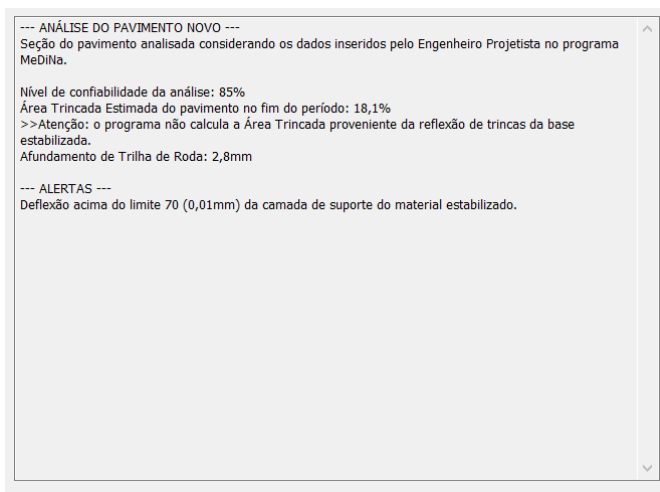 --- ANÁLISE DO PAVIMENTO NOVO ---
Seção do pavimento analisada considerando os dados inseridos pelo Engenheiro Projetista no programa
MeDiNa.
Nível de confiabilidade da análise: 85%
Área Trincada Estimada do pavimento no fim do período: 18,1%
>>Atenção: o programa não calcula a Área Trincada proveniente da reflexão de trincas da base
estabilizada.
Afundamento de Trilha de Roda: 2,8mm
--- ALERTAS ---
Deflexão acima do limite 70 (0,01mm) da camada de suporte do material estabilizado.